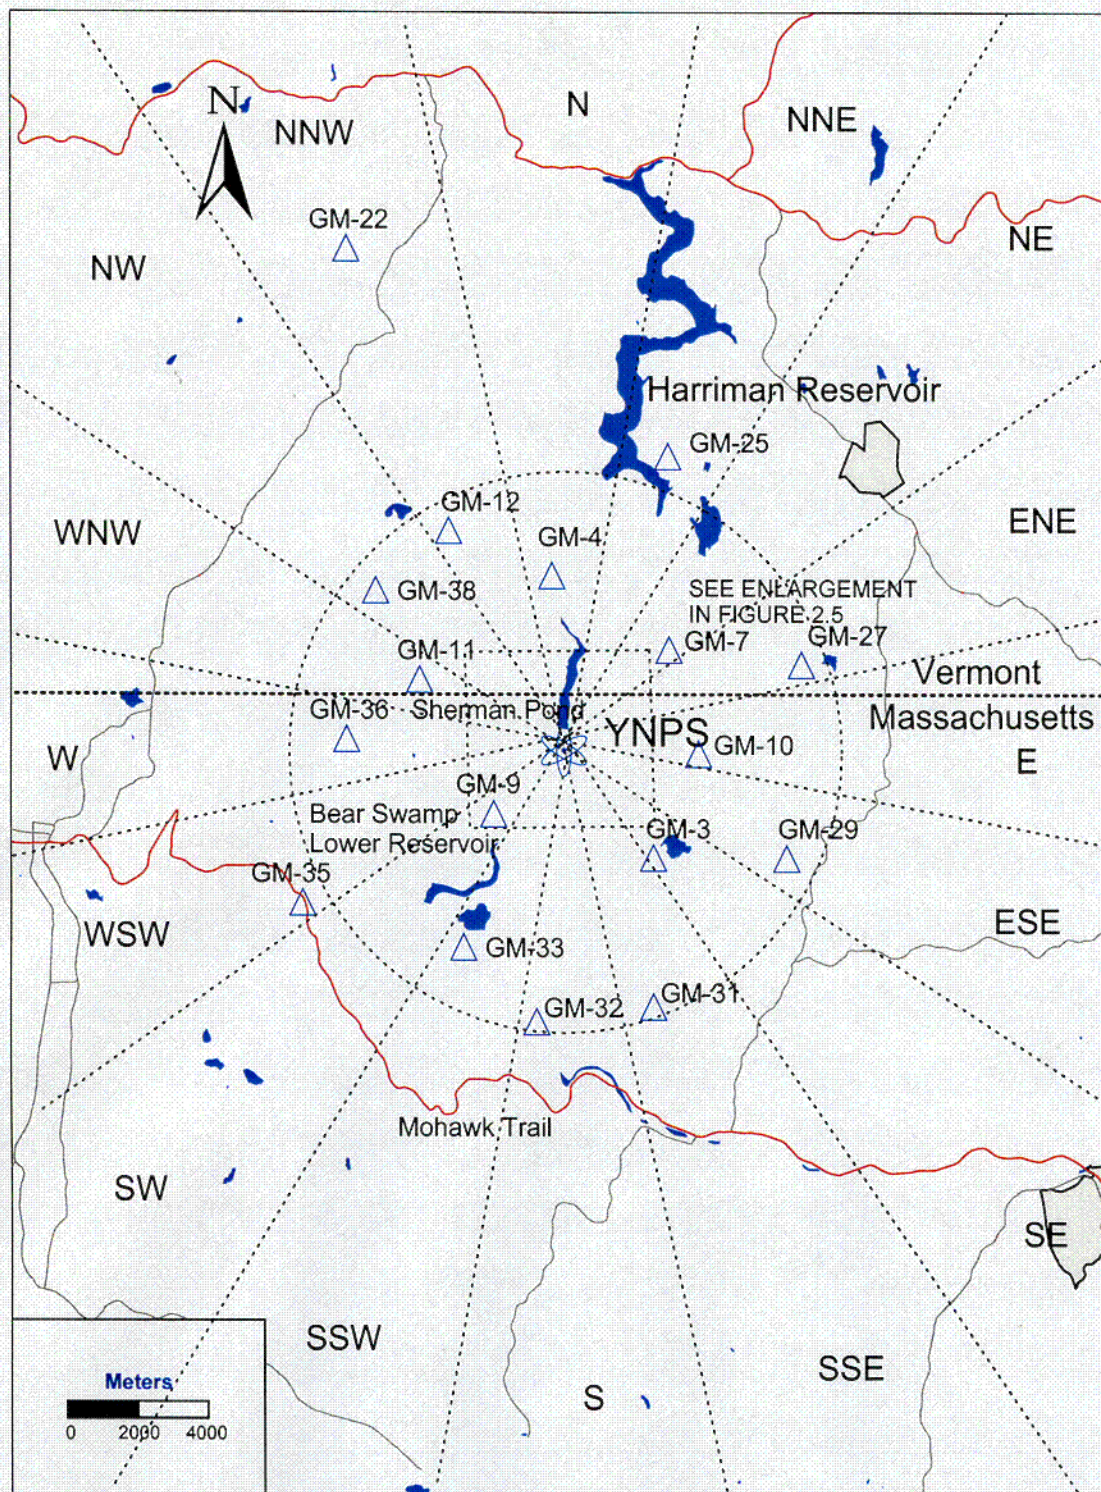 N
NNE
N
NNW
GM-22
NE
NW
Harriman Reservoir
GM-25
GM-12
ENE
WNW
GM-4
GM-38
SEE ENLARGEMENT
IN FIGURE 2.5
GM-7
GM-27
GM-11
Vermont
GM-36
Sherman Pond
Massachusetts
YNPS
W
GM-10
E
GM-9
Bear Swamp
Lower Reservoir
GM-3
GM-29
GM-35
WSW
ESE
GM-33
GM-31
GM-32
Mohawk Trail
SW
SE
SSW
SSE
S
Meters
0 2000 4000